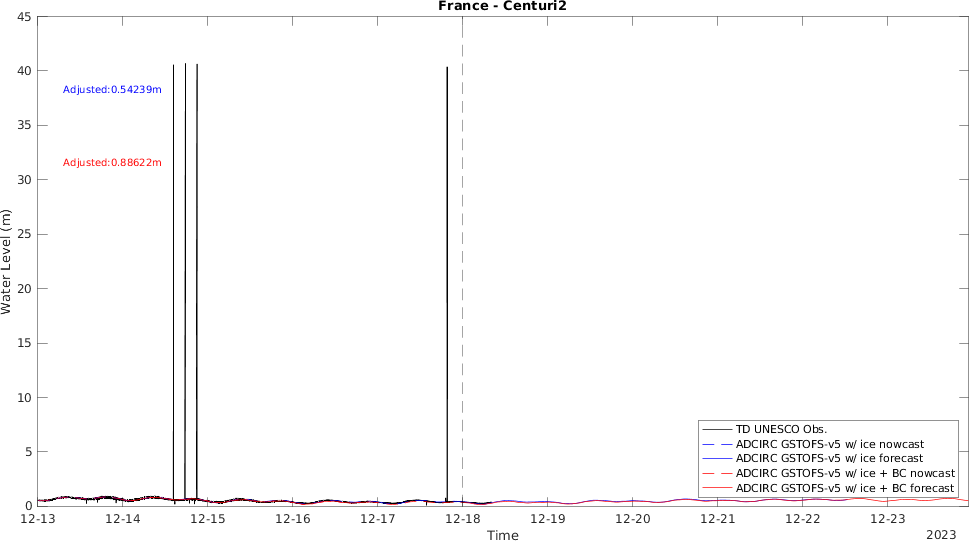 France - Centuri2
45
40
35
30
25
20
15
10
5
0
Water Level (m)
Adjusted:0.54239m
Adjusted:0.88622m
TD UNESCO Obs.
ADCIRC GSTOFS-v5 w/ ice nowcast
ADCIRC GSTOFS-v5 w/ ice forecast
ADCIRC GSTOFS-v5 w/ ice + BC nowcast
ADCIRC GSTOFS-v5 w/ ice + BC forecast
12-13 12-14 12-15 12-16 12-17 12-18 12-19 12-20 12-21 12-22 12-23
Time
2023